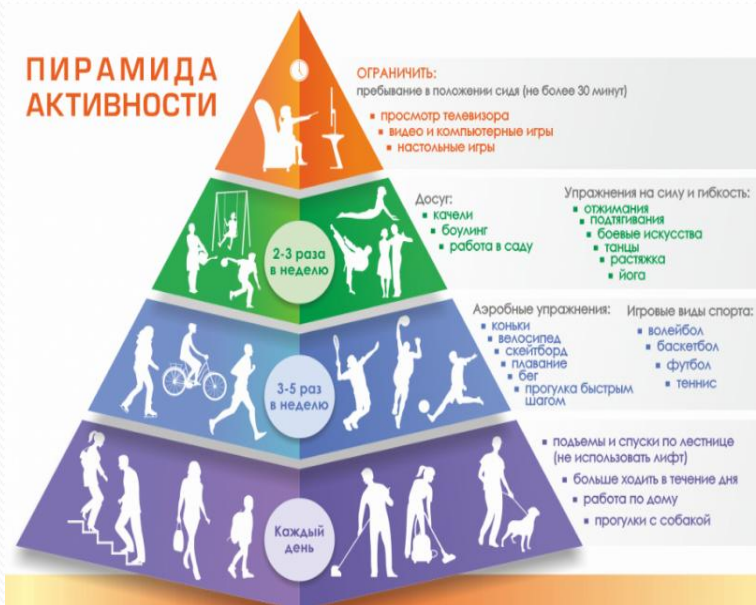 ПИРАМИДА
АКТИВНОСТИ
ОГРАНИЧИТЬ:
пребывание в положении сидя (не более 30 минут)
▪ просмотр телевизора
▪ видео и компьютерные игры
▪ настольные игры
2-3 раза
в неделю
Досуг:
▪ качели
▪ боулинг
▪ работа в саду
Упражнения на силу и гибкость:
▪ отжимания
▪ подтягивания
▪ боевые искусства
▪ танцы
▪ растяжка
▪ йога
3-5 раз
в неделю
Аэробные упражнения:
▪ коньки
▪ велосипед
▪ скейтборд
▪ плавание
▪ бег
▪ прогулка быстрым
шагом
Игровые виды спорта:
▪ волейбол
▪ баскетбол
▪ футбол
▪ теннис
Каждый
день
▪ подъемы и спуски по лестнице
(не использовать лифт)
▪ больше ходить в течение дня
▪ работа по дому
▪ прогулки с собакой